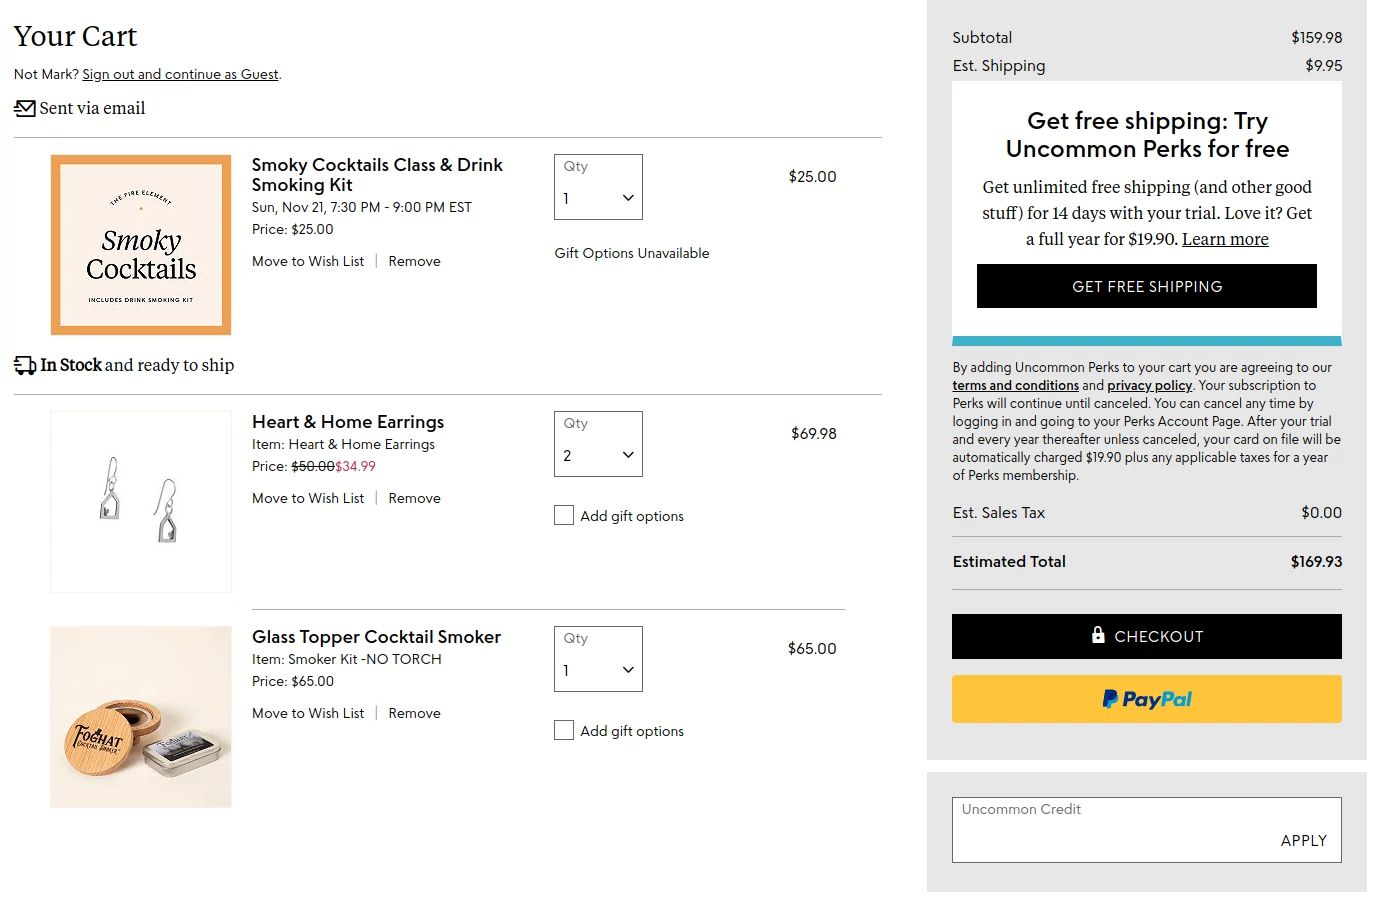 Your Cart
Not Mark? Sign out and continue as Guest.
Sent via email
THE FIRE ELEMENT
Smoky
Cocktails
INCLUDES DRINK SMOKING KIT
Smoky Cocktails Class & Drink
Smoking Kit
Sun, Nov 21, 7:30 PM - 9:00 PM EST
Price: $25.00
Move to Wish List | Remove
Qty
1
Gift Options Unavailable
$25.00
In Stock and ready to ship
Heart & Home Earrings
Item: Heart & Home Earrings
Price: $50.00$34.99
Move to Wish List | Remove
Qty
2
Add gift options
$69.98
FOGHAT
COCKTAIL SMOKER
Glass Topper Cocktail Smoker
Item: Smoker Kit -NO TORCH
Price: $65.00
Move to Wish List | Remove
Qty
1
Add gift options
$65.00
Subtotal $159.98
Est. Shipping $9.95
Get free shipping: Try
Uncommon Perks for free
Get unlimited free shipping (and other good
stuff) for 14 days with your trial. Love it? Get
a full year for $19.90. Learn more
GET FREE SHIPPING
By adding Uncommon Perks to your cart you are agreeing to our
terms and conditions and privacy policy. Your subscription to
Perks will continue until canceled. You can cancel any time by
logging in and going to your Perks Account Page. After your trial
and every year thereafter unless canceled, your card on file will be
automatically charged $19.90 plus any applicable taxes for a year
of Perks membership.
Est. Sales Tax $0.00
Estimated Total $169.93
CHECKOUT
PayPal
Uncommon Credit
APPLY